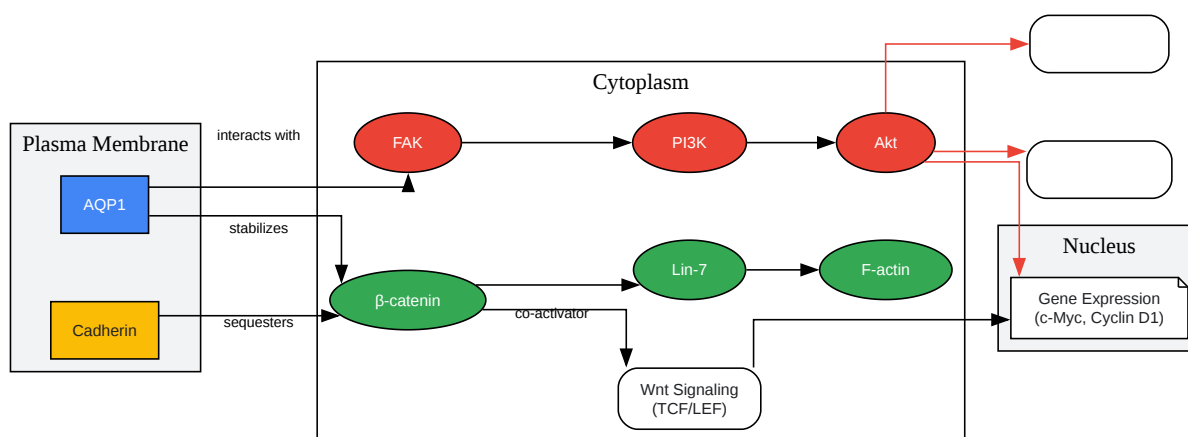 Cytoplasm
Plasma Membrane
interacts with
FAK
PI3K
Akt
AQP1
stabilizes
Nucleus
Lin-7
F-actin
β-catenin
Cadherin
sequesters
co-activator
Gene Expression
(c-Myc, Cyclin D1)
Wnt Signaling
(TCF/LEF)